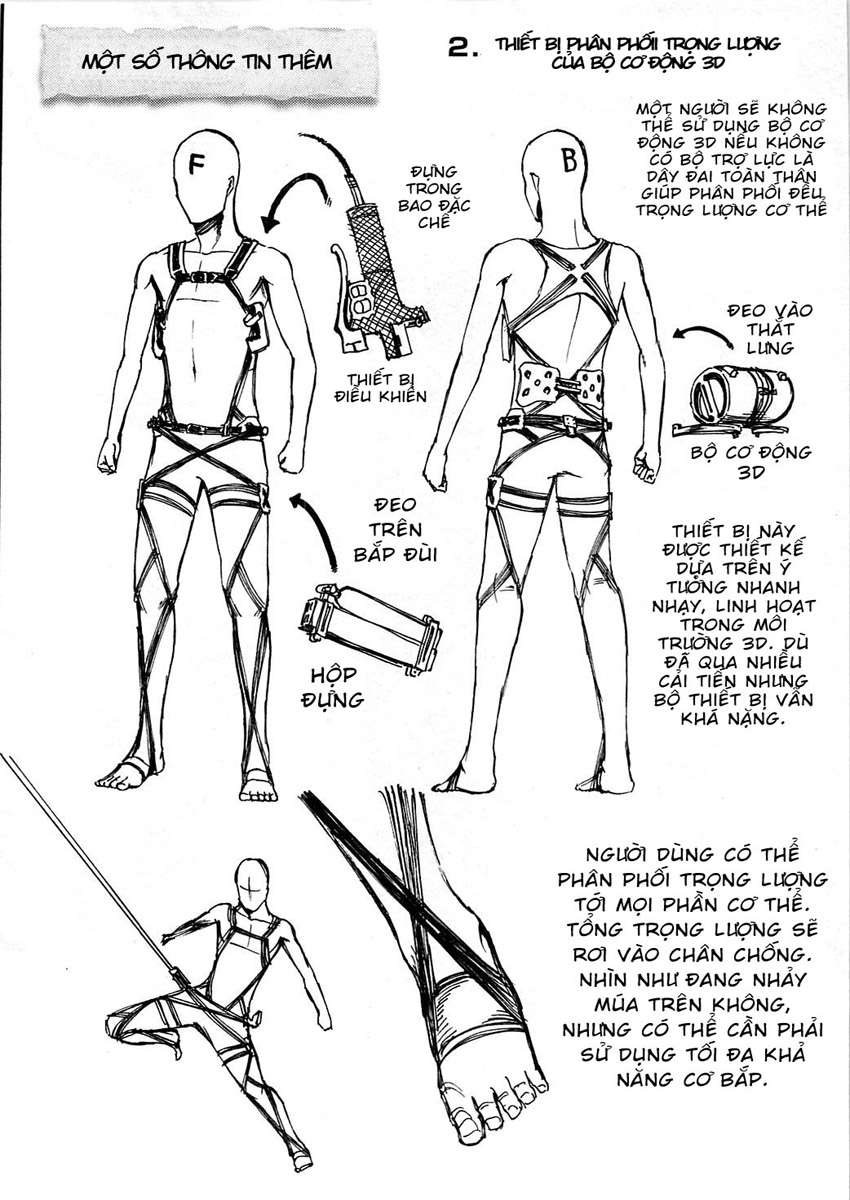 MỘT SỐ THÔNG TIN THÊM
2. THIẾT BỊ PHÂN PHỐII TRỌNG LƯỢNG
CỦA BỘ CƠ ĐỘNG 3D
MỘT NGƯỜI SẼ KHÔNG
THỂ SỬ DỤNG BỘ CƠ
ĐỘNG 3D NẾU KHÔNG
CÓ BỘ TRỢ LỰC LÀ
DÂY ĐAI TOÀN THÂN
GIÚP PHÂN PHỐI ĐỀU
TRỌNG LƯỢNG CƠ THỂ
F
B
ĐỰNG
TRONG
BAO ĐẶC
CHẾ
THIẾT BỊ
ĐIỀU KHIỂN
ĐEO VÀO
THẮT
LƯNG
BỘ CƠ ĐỘNG
3D
ĐEO
TRÊN
BẮP ĐÙI
HỘP
ĐỰNG
THIẾT BỊ NÀY
ĐƯỢC THIẾT KẾ
DỰA TRÊN Ý
TƯỞNG NHANH
NHẠY, LINH HOẠT
TRONG MÔI
TRƯỜNG 3D. DÙ
ĐÃ QUA NHIỀU
CẢI TIẾN NHƯNG
BỘ THIẾT BỊ VẪN
KHÁ NẶNG.
NGƯỜI DÙNG CÓ THỂ
PHÂN PHỐI TRỌNG LƯỢNG
TỚI MỌI PHẦN CƠ THỂ.
TỔNG TRỌNG LƯỢNG SẼ
RƠI VÀO CHÂN CHỐNG.
NHÌN NHƯ ĐANG NHẢY
MÚA TRÊN KHÔNG,
NHƯNG CÓ THỂ CẦN PHẢI
SỬ DỤNG TỐI ĐA KHẢ
NĂNG CƠ BẮP.